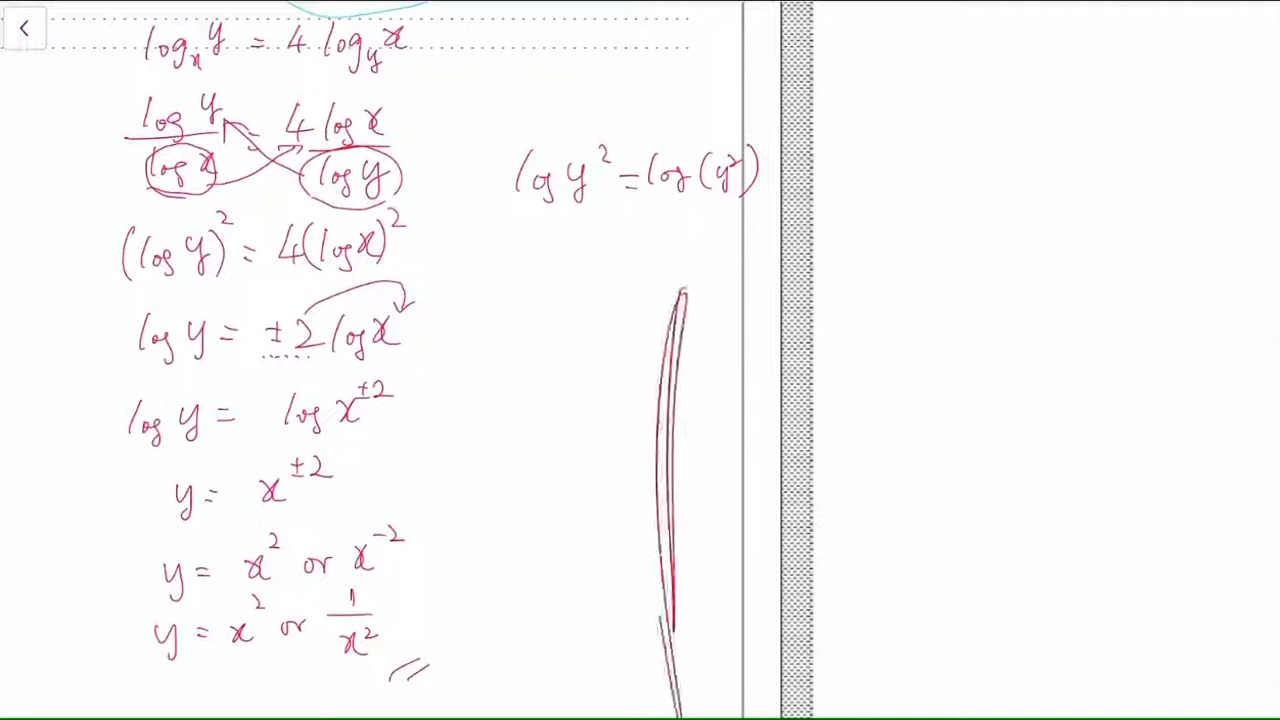 logₓ y = 4 log_y x
log y / log x = 4 log x / log y
log y² = log (y²)
(log y)² = 4(log x)²
log y = ±2 log x
log y = log x^±2
y = x^±2
y = x² or x⁻²
y = x² or 1/x²